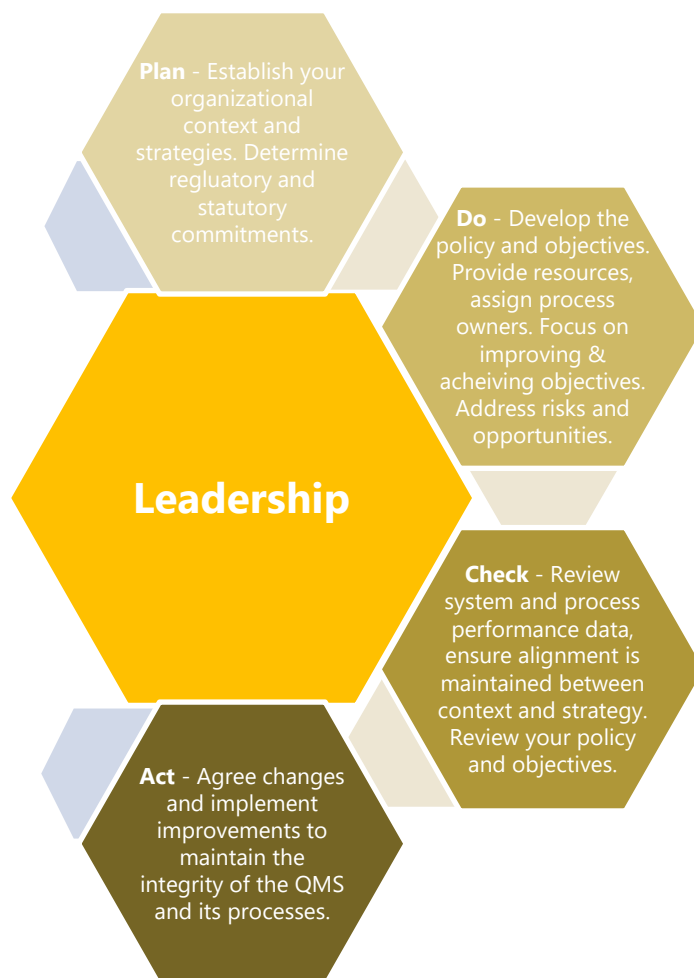 Plan - Establish your
organizational
context and
strategies. Determine
regluatory and
statutory
commitments.
Do - Develop the
policy and objectives.
Provide resources,
assign process
owners. Focus on
improving &
acheiving objectives.
Address risks and
opportunities.
Leadership
Check - Review
system and process
performance data,
ensure alignment is
maintained between
context and strategy.
Review your policy
and objectives.
Act - Agree changes
and implement
improvements to
maintain the
integrity of the QMS
and its processes.